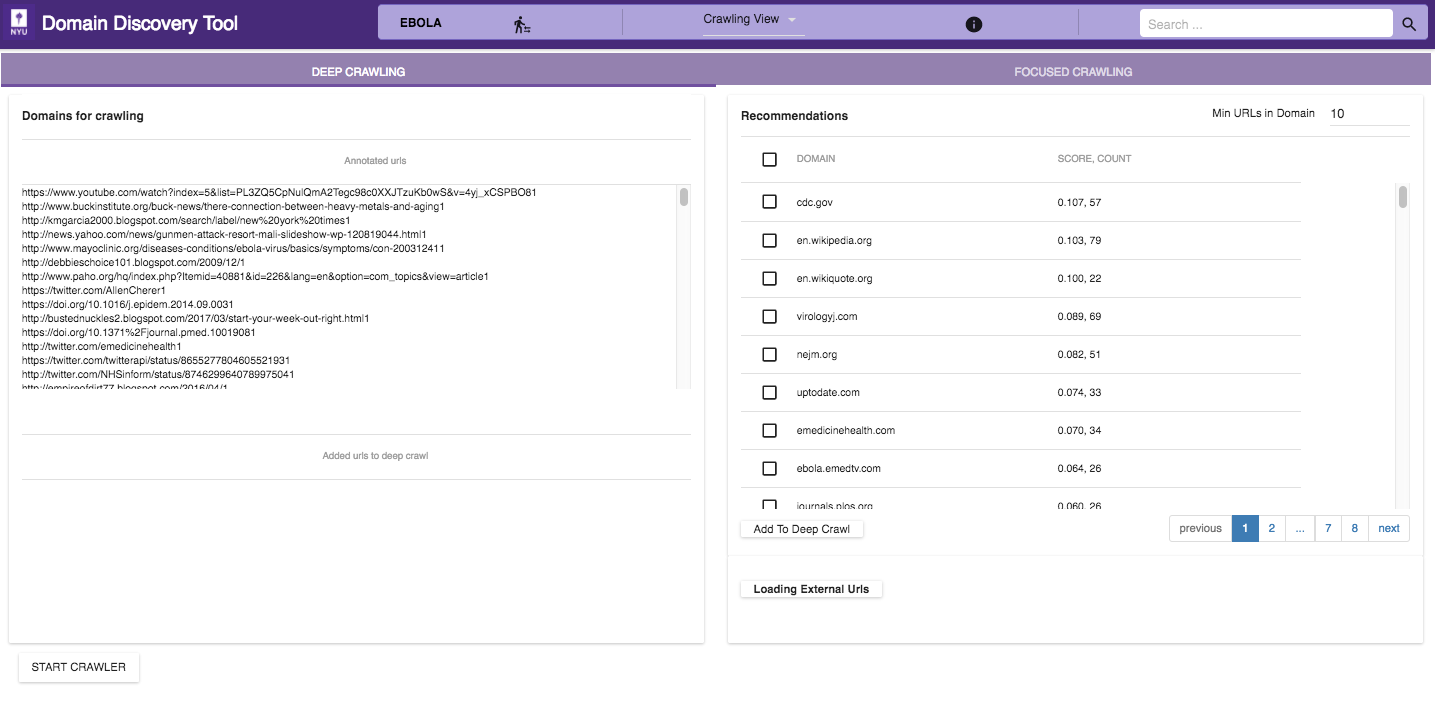 NYU
Domain Discovery Tool
EBOLA
Crawling View
Search ...
DEEP CRAWLING
FOCUSED CRAWLING
Domains for crawling
Annotated urls
https://www.youtube.com/watch?index=5&list=PL3ZQ5CpNulQmA2Tegc98c0XXJTzuKb0wS&v=4yj_xCSPBO81
http://www.buckinstitute.org/buck-news/there-connection-between-heavy-metals-and-aging1
http://kmgarcia2000.blogspot.com/search/label/new%20york%20times1
http://news.yahoo.com/news/gunmen-attack-resort-mali-slideshow-wp-120819044.html1
http://www.mayoclinic.org/diseases-conditions/ebola-virus/basics/symptoms/con-200312411
http://debbieschoice101.blogspot.com/2009/12/1
http://www.paho.org/hq/index.php?Itemid=40881&id=226&lang=en&option=com_topics&view=article1
https://twitter.com/AllenCherer1
https://doi.org/10.1016/j.epidem.2014.09.0031
http://bustednuckles2.blogspot.com/2017/03/start-your-week-out-right.html1
https://doi.org/10.1371%2Fjournal.pmed.10019081
http://twitter.com/emedicinehealth1
https://twitter.com/twitterapi/status/8655277804605521931
http://twitter.com/NHSinform/status/8746299640789975041
http://empireofdirt77.blogspot.com/2016/04/1
Added urls to deep crawl
START CRAWLER
Recommendations
Min URLs in Domain 10
DOMAIN SCORE, COUNT
cdc.gov 0.107, 57
en.wikipedia.org 0.103, 79
en.wikiquote.org 0.100, 22
virologyj.com 0.089, 69
nejm.org 0.082, 51
uptodate.com 0.074, 33
emedicinehealth.com 0.070, 34
ebola.emedtv.com 0.064, 26
journals.plos.org 0.060, 26
Add To Deep Crawl
previous 1 2 ... 7 8 next
Loading External Urls